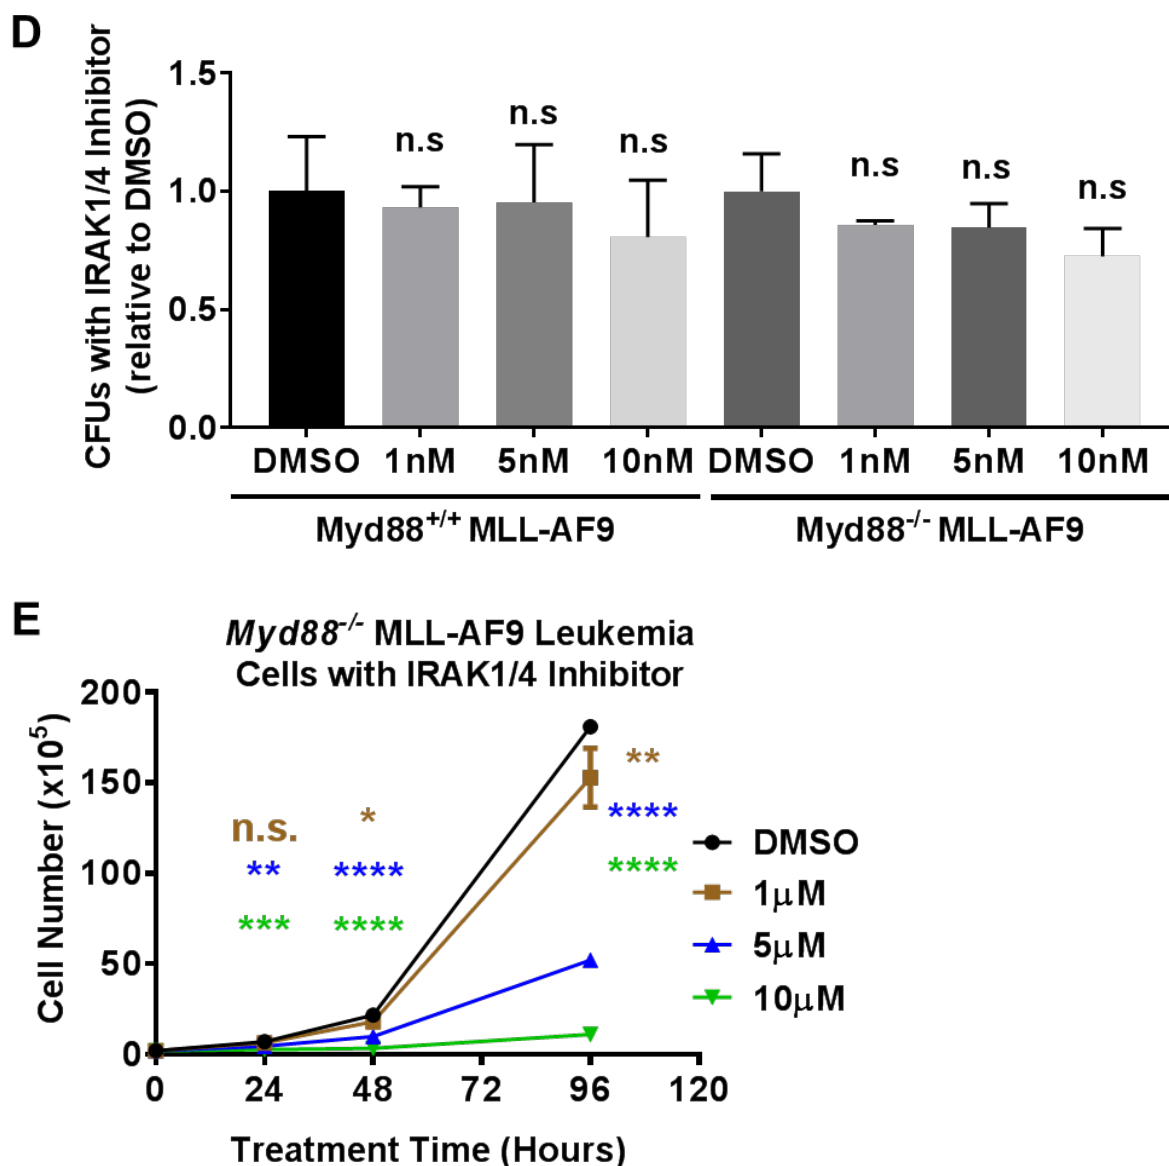 D
CFUs with IRAK1/4 Inhibitor
(relative to DMSO)
1.5
1.0
0.5
0.0
n.s
n.s
n.s
n.s
n.s
n.s
DMSO 1nM 5nM 10nM DMSO 1nM 5nM 10nM
Myd88+/+ MLL-AF9
Myd88-/- MLL-AF9
E
Myd88-/- MLL-AF9 Leukemia
Cells with IRAK1/4 Inhibitor
Cell Number (x10⁵)
200
150
100
50
0
n.s.
**
***
*
****
****
**
****
****
DMSO
1μM
5μM
10μM
0 24 48 72 96 120
Treatment Time (Hours)